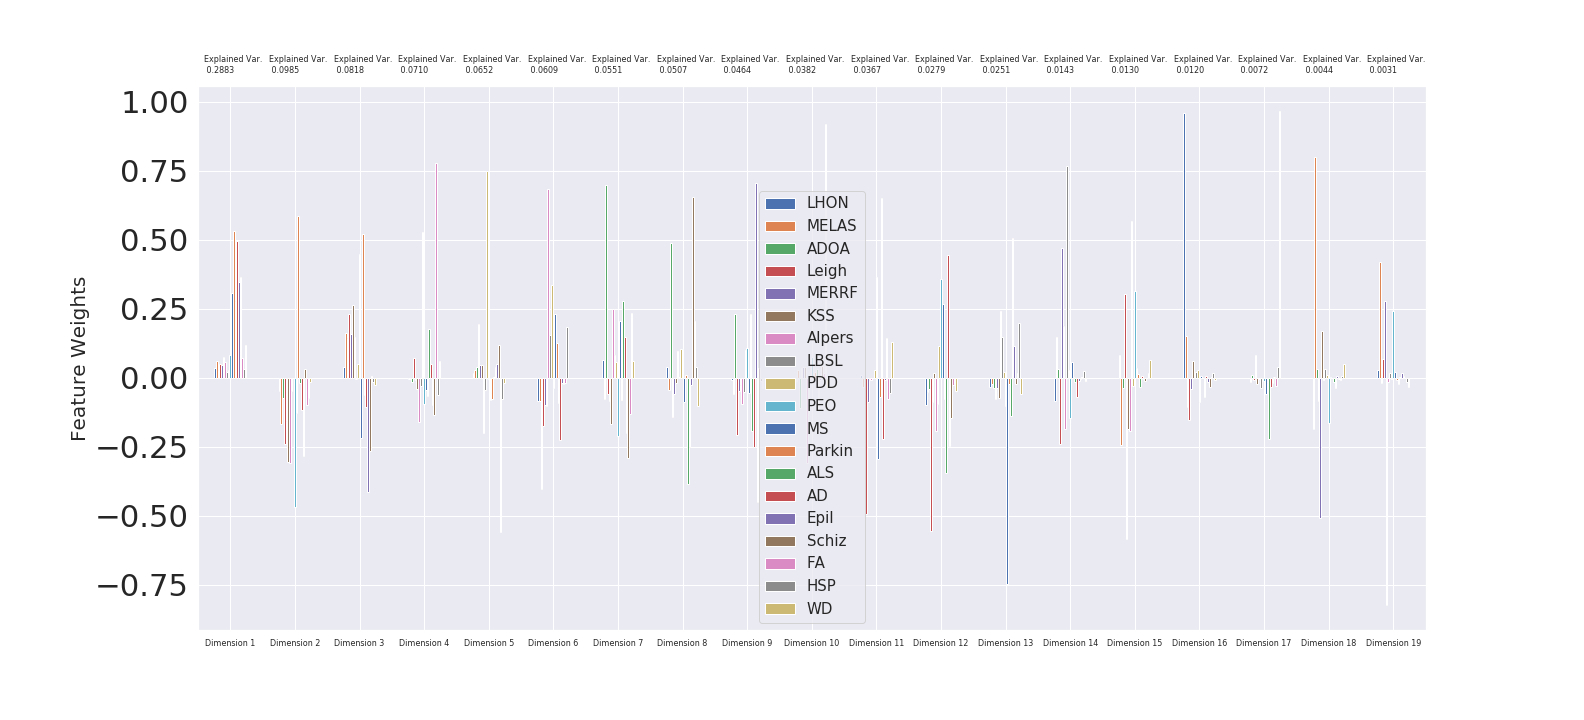 Explained Var. Explained Var. Explained Var. Explained Var. Explained Var. Explained Var. Explained Var. Explained Var. Explained Var. Explained Var. Explained Var. Explained Var. Explained Var. Explained Var. Explained Var. Explained Var. Explained Var. Explained Var. Explained Var.
0.2883 0.0985 0.0818 0.0710 0.0652 0.0609 0.0551 0.0507 0.0464 0.0382 0.0367 0.0279 0.0251 0.0143 0.0130 0.0120 0.0072 0.0044 0.0031
1.00
0.75
0.50
0.25
0.00
−0.25
−0.50
−0.75
Feature Weights
LHON
MELAS
ADOA
Leigh
MERRF
KSS
Alpers
LBSL
PDD
PEO
MS
Parkin
ALS
AD
Epil
Schiz
FA
HSP
WD
Dimension 1 Dimension 2 Dimension 3 Dimension 4 Dimension 5 Dimension 6 Dimension 7 Dimension 8 Dimension 9 Dimension 10 Dimension 11 Dimension 12 Dimension 13 Dimension 14 Dimension 15 Dimension 16 Dimension 17 Dimension 18 Dimension 19